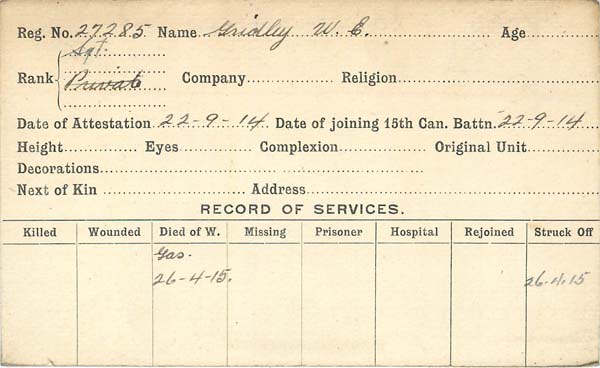 Reg. No. 27285 Name Gridley W. E. Age
Sgt.
Rank Private Company Religion
Date of Attestation 22-9-14 Date of joining 15th Can. Battn. 22-9-14
Height Eyes Complexion Original Unit
Decorations
Next of Kin Address
RECORD OF SERVICES.
Killed Wounded Died of W. Missing Prisoner Hospital Rejoined Struck Off
Gas.
26-4-15. 26.4.15